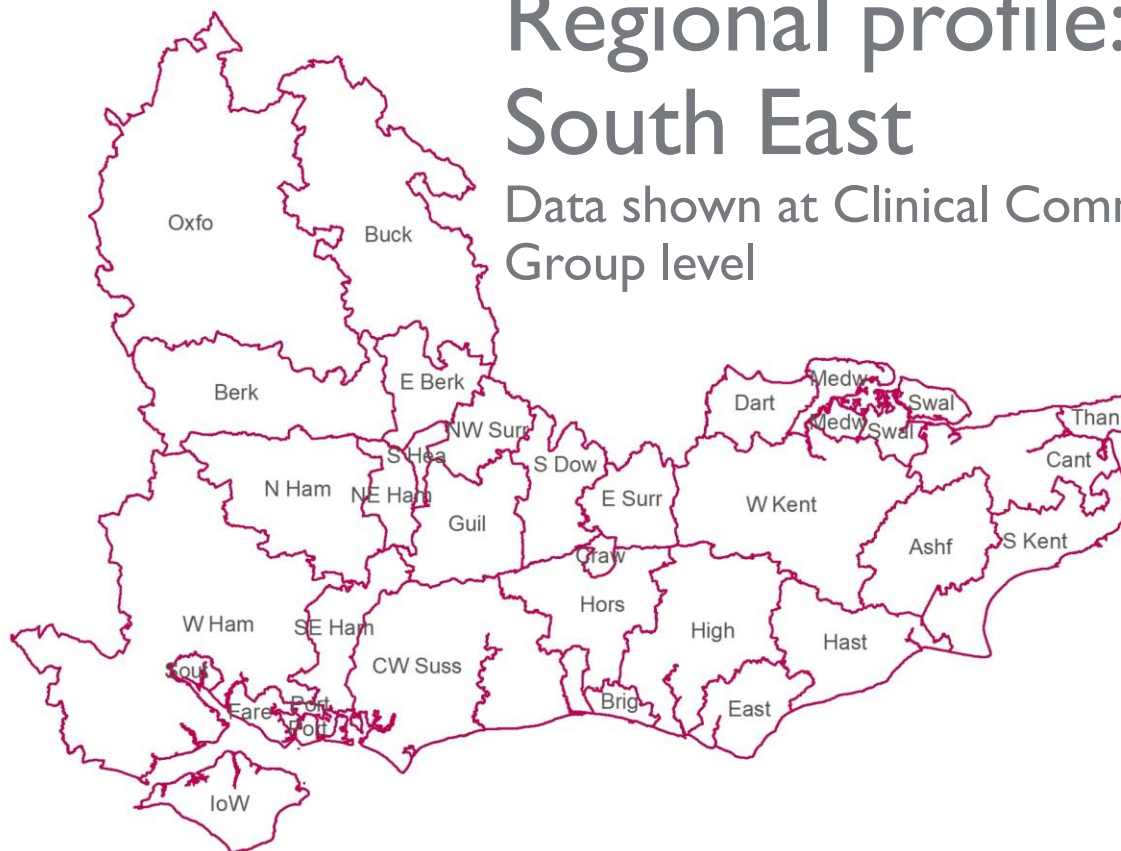 Regional profile:
South East
Data shown at Clinical Comm
Group level
Oxfo
Buck
Berk
E Berk
NW Surr
S Hea
N Ham
NE Ham
Guil
S Dow
E Surr
Dart
Medw
Medw
Swal
Swal
Than
Cant
W Kent
Ashf
S Kent
Craw
Hors
W Ham
SE Ham
CW Suss
High
Hast
Sout
Fare
Port
Port
Brig
East
IoW